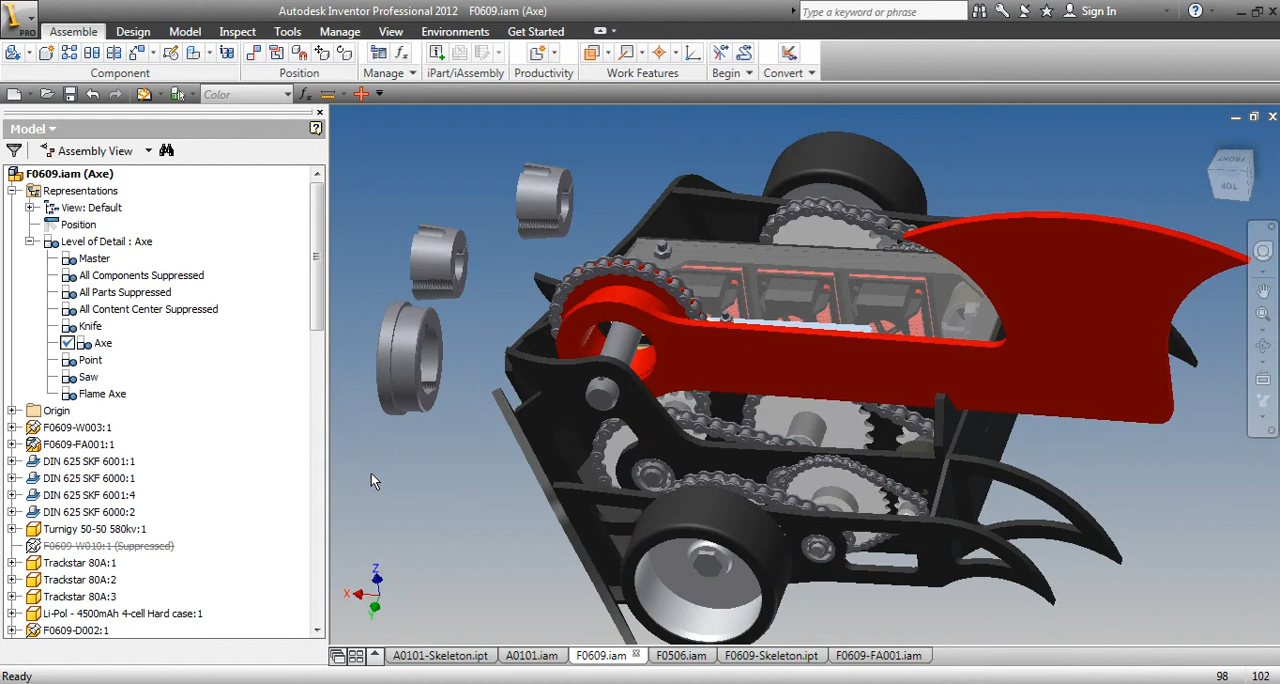 Autodesk Inventor Professional 2012 F0609.iam (Axe)
Type a keyword or phrase
Sign In
PRO
Assemble Design Model Inspect Tools Manage View Environments Get Started
Component Position Manage iPart/iAssembly Productivity Work Features Begin Convert
Color
Model
Assembly View
F0609.iam (Axe)
Representations
View: Default
Position
Level of Detail : Axe
Master
All Components Suppressed
All Parts Suppressed
All Content Center Suppressed
Knife
Axe
Point
Saw
Flame Axe
Origin
F0609-W003:1
F0609-FA001:1
DIN 625 SKF 6001:1
DIN 625 SKF 6000:1
DIN 625 SKF 6001:4
DIN 625 SKF 6000:2
Turnigy 50-50 580kv:1
F0609-W010:1 (Suppressed)
Trackstar 80A:1
Trackstar 80A:2
Trackstar 80A:3
Li-Pol - 4500mAh 4-cell Hard case:1
F0609-D002:1
FRONT
TOP
Z
X
Y
A0101-Skeleton.ipt A0101.iam F0609.iam F0506.iam F0609-Skeleton.ipt F0609-FA001.iam
Ready
98 102